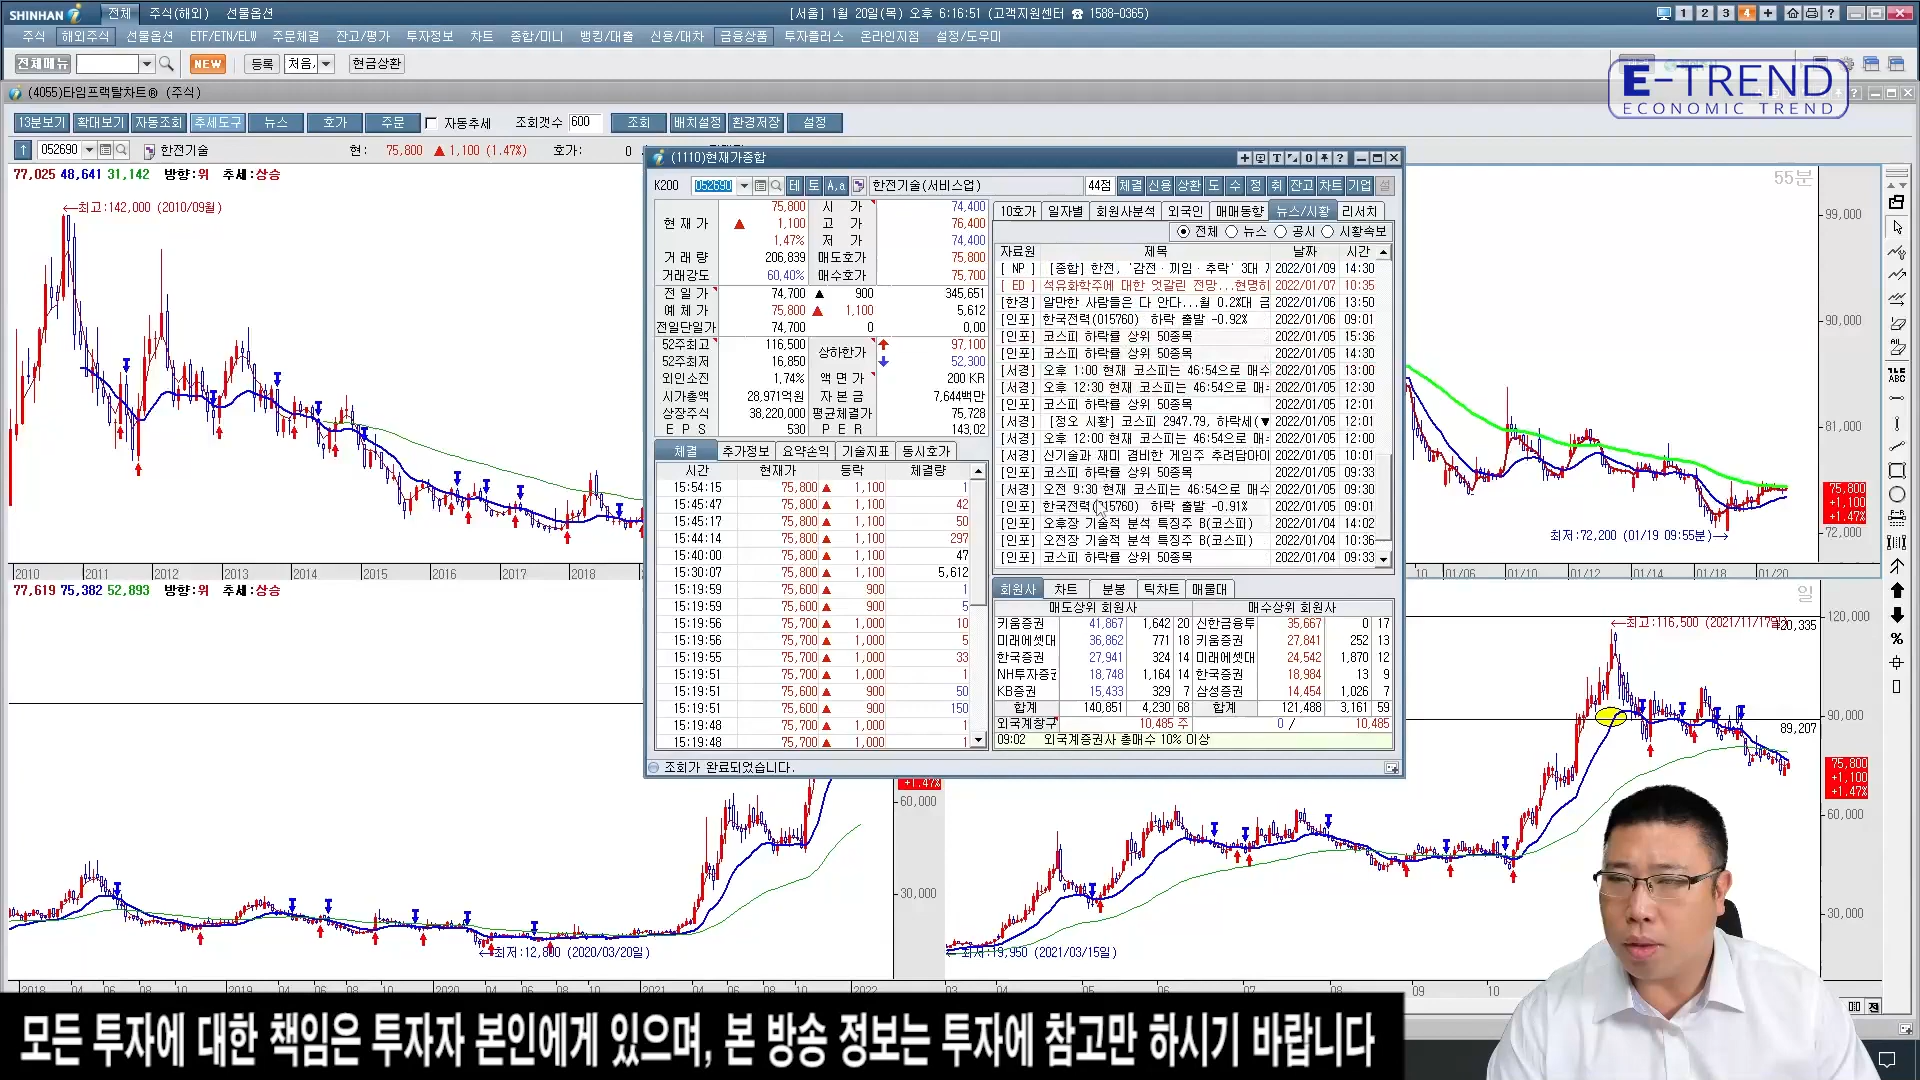 SHINHAN i 전체 주식(해외) 선물옵션 [서울] 1월 20일(목) 오후 6:16:51 (고객지원센터 ☎ 1588-0365) 1 2 3 4
주식 해외주식 선물옵션 ETF/ETN/ELW 주문체결 잔고/평가 투자정보 차트 종합/미니 뱅킹/대출 신용/대차 금융상품 투자플러스 온라인지점 설정/도우미
전체메뉴 NEW 등록 처음, 현금상환
E-TREND
ECONOMIC TREND
(4055)타임프랙탈차트® (주식)
13분보기 확대보기 자동조회 추세도구 뉴스 호가 주문 자동추세 조회갯수 600 조회 배치설정 환경저장 설정
052690 한전기술 현: 75,800 ▲ 1,100 (1.47%) 호가: 0
77,025 48,641 31,142 방향:위 추세:상승
←최고:142,000 (2010/09월)
2010 2011 2012 2013 2014 2015 2016 2017 2018
(1110)현재가종합
K200 052690 테 토 A,a 한전기술(서비스업) 44점 체결 신용 상환 도 수 정 취 잔고 차트 기업
현재가 75,800 시가 74,400
▲ 1,100 고가 76,400
1,47% 저가 74,400
거래량 206,839 매도호가 75,800
거래강도 60,40% 매수호가 75,700
전일가 74,700 ▲ 900 345,651
예체가 75,800 ▲ 1,100 5,612
전일단일가 74,700 0 0,00
52주최고 116,500 상하한가 97,100
52주최저 16,850 52,300
외인소진 1,74% 액면가 200 KR
시가총액 28,971억원 자본금 7,644백만
상장주식 38,220,000 평균체결가 75,728
EPS 530 PER 143,02
체결 추가정보 요약손익 기술지표 동시호가
시간 현재가 등락 체결량
15:54:15 75,800 ▲ 1,100 1
15:45:47 75,800 ▲ 1,100 42
15:45:17 75,800 ▲ 1,100 50
15:44:14 75,800 ▲ 1,100 297
15:40:00 75,800 ▲ 1,100 47
15:30:07 75,800 ▲ 1,100 5,612
15:19:59 75,600 ▲ 900 1
15:19:59 75,600 ▲ 900 5
15:19:56 75,700 ▲ 1,000 10
15:19:56 75,700 ▲ 1,000 5
15:19:55 75,700 ▲ 1,000 33
15:19:51 75,700 ▲ 1,000 1
15:19:51 75,600 ▲ 900 50
15:19:51 75,600 ▲ 900 150
15:19:48 75,700 ▲ 1,000 1
15:19:48 75,700 ▲ 1,000 1
조회가 완료되었습니다.
10호가 일자별 회원사분석 외국인 매매동향 뉴스/시황 리서치
전체 뉴스 공시 시황속보
자료원 제목 날짜 시간
[ NP ] [종합] 한전, '감전·끼임·추락' 3대 2022/01/09 14:30
[ ED ] 석유화학주에 대한 엇갈린 전망...현명하 2022/01/07 10:35
[한경] 알만한 사람들은 다 안다...월 0.2%대 금 2022/01/06 13:50
[인포] 한국전력(015760) 하락 출발 -0.92% 2022/01/06 09:01
[인포] 코스피 하락률 상위 50종목 2022/01/05 15:36
[인포] 코스피 하락률 상위 50종목 2022/01/05 14:30
[서경] 오후 1:00 현재 코스피는 46:54으로 매수 2022/01/05 13:00
[서경] 오후 12:30 현재 코스피는 46:54으로 매 2022/01/05 12:30
[인포] 코스피 하락률 상위 50종목 2022/01/05 12:01
[서경] [정오 시황] 코스피 2947.79, 하락세(▼ 2022/01/05 12:01
[서경] 오후 12:00 현재 코스피는 46:54으로 매 2022/01/05 12:00
[서경] 신기술과 재미 겸비한 게임주 추려담아 2022/01/05 10:01
[인포] 코스피 하락률 상위 50종목 2022/01/05 09:33
[서경] 오전 9:30 현재 코스피는 46:54으로 매수 2022/01/05 09:30
[인포] 한국전력(015760) 하락 출발 -0.91% 2022/01/05 09:01
[인포] 오후장 기술적 분석 특징주 B(코스피) 2022/01/04 14:02
[인포] 오전장 기술적 분석 특징주 B(코스피) 2022/01/04 10:36
[인포] 코스피 하락률 상위 50종목 2022/01/04 09:33
회원사 차트 분봉 틱차트 매물대
매도상위 회원사 매수상위 회원사
키움증권 41,867 1,642 20 신한금융투 35,667 0 17
미래에셋대 36,862 771 18 키움증권 27,841 252 13
한국증권 27,941 324 14 미래에셋대 24,542 1,870 12
NH투자증권 18,748 1,164 14 한국증권 18,984 13 9
KB증권 15,433 329 7 삼성증권 14,454 1,026 7
합계 140,851 4,230 68 합계 121,488 3,161 59
외국계창구 10,485 주 0 / 10,485
09:02 외국계증권사 총매수 10% 이상
55분
99,000
90,000
81,000
75,800
+1,100
+1.47%
72,000
최저:72,200 (01/19 09:55분)→
01/06 01/10 01/12 01/14 01/18 01/20
77,619 75,382 52,893 방향:위 추세:상승
+1.47%
60,000
30,000
←최저:12,800 (2020/03/20일)
2018 04 06 10 2019 04 06 08 10 2020 04 06 08 10 2021 04 06 08 10 2022
일
←최고:116,500 (2021/11/17일)
120,335
120,000
90,000
89,207
75,800
+1,100
+1.47%
60,000
30,000
←최저:19,950 (2021/03/15일)
03 04 05 06 07 08 09 10
모든 투자에 대한 책임은 투자자 본인에게 있으며, 본 방송 정보는 투자에 참고만 하시기 바랍니다